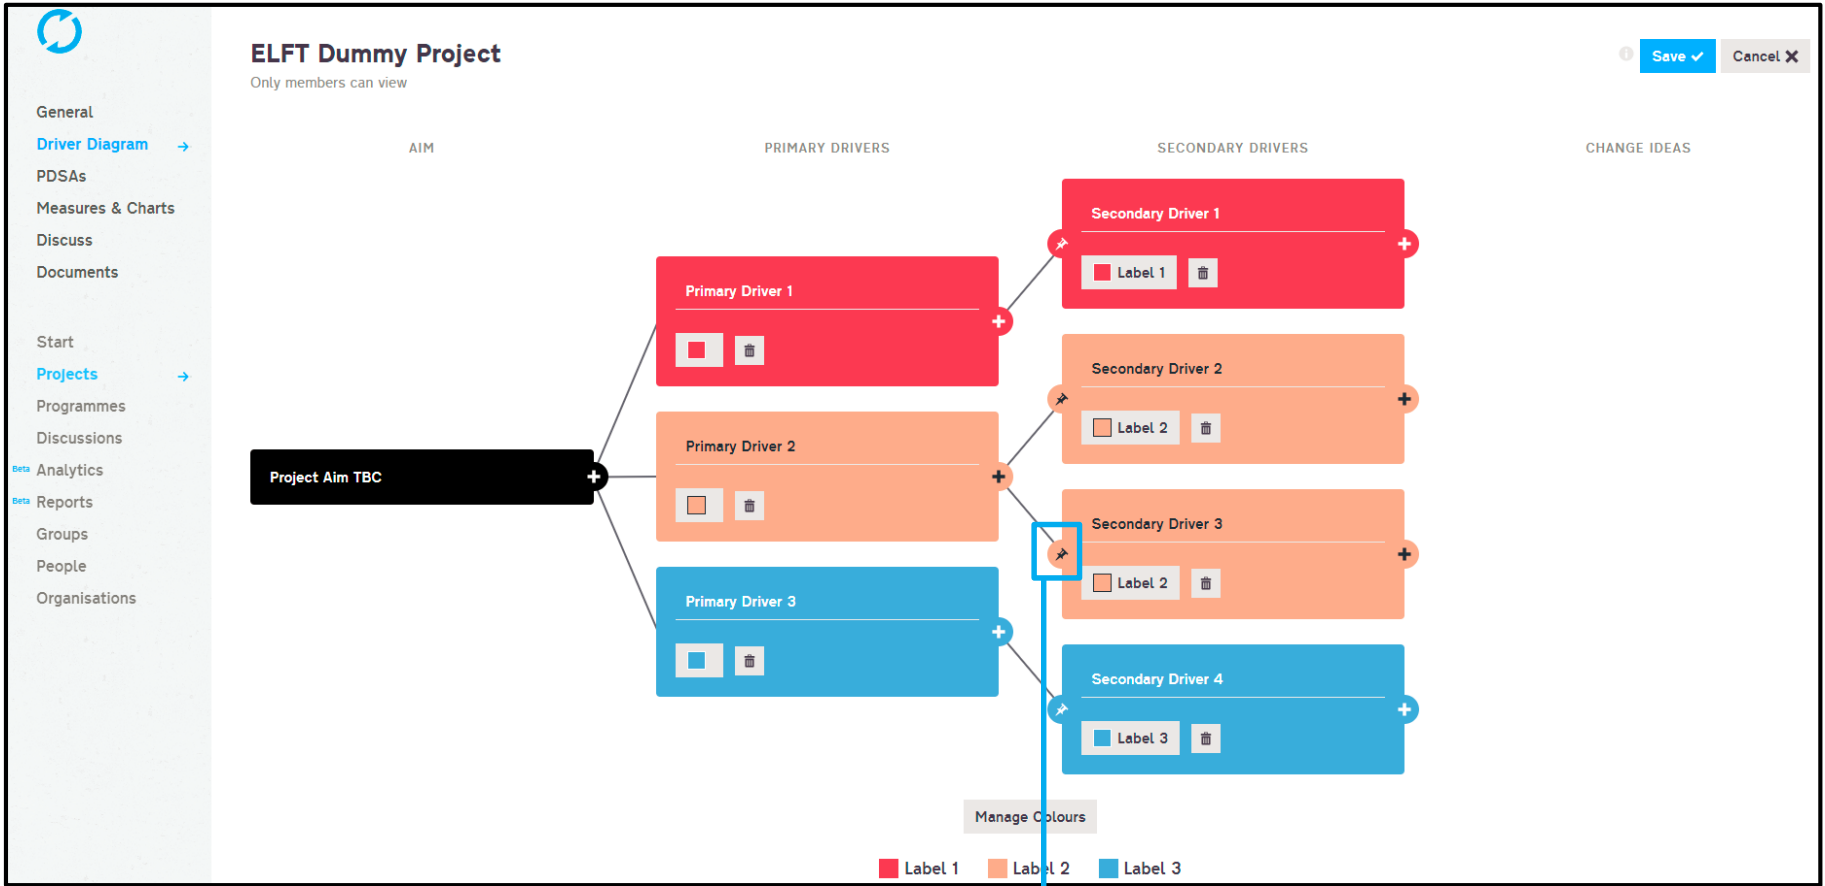 ELFT Dummy Project
Only members can view
Save
Cancel
General
Driver Diagram
PDSAs
Measures & Charts
Discuss
Documents
Start
Projects
Programmes
Discussions
Beta Analytics
Beta Reports
Groups
People
Organisations
AIM
PRIMARY DRIVERS
SECONDARY DRIVERS
CHANGE IDEAS
Project Aim TBC
Primary Driver 1
Primary Driver 2
Primary Driver 3
Secondary Driver 1
Label 1
Secondary Driver 2
Label 2
Secondary Driver 3
Label 2
Secondary Driver 4
Label 3
Manage Colours
Label 1 Label 2 Label 3